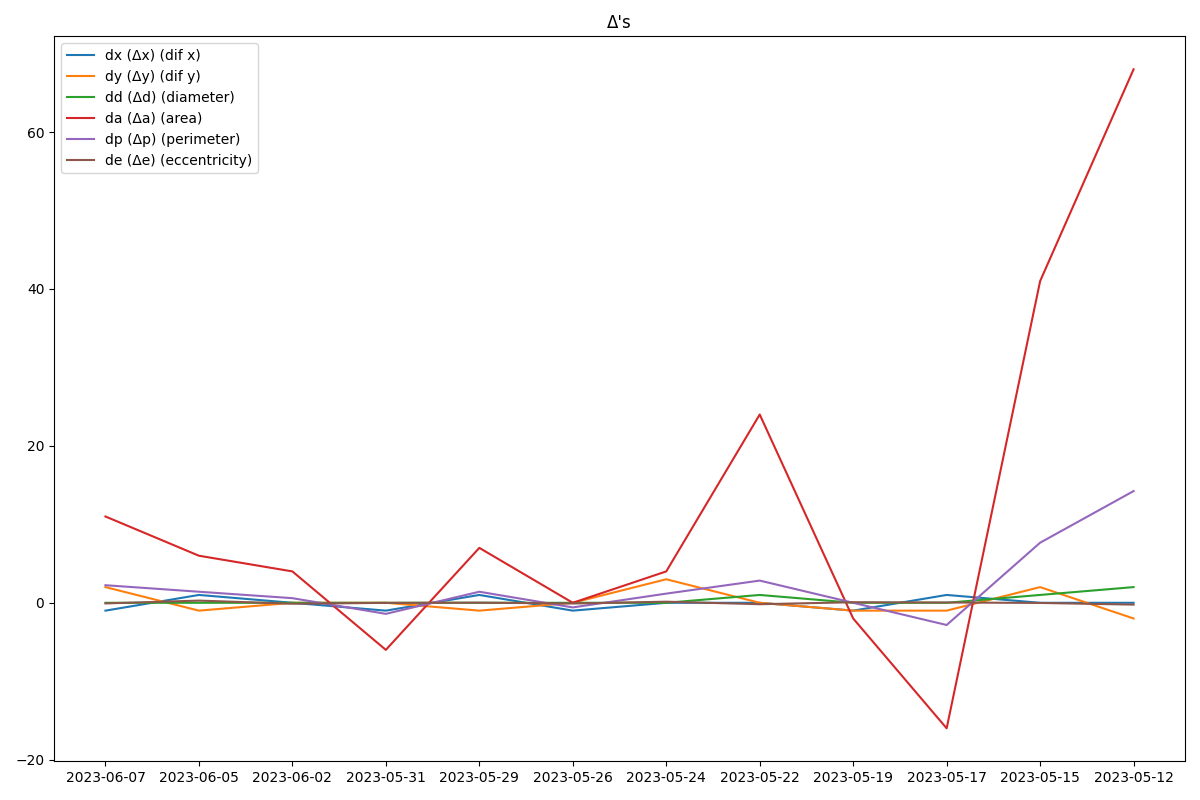 Δ's
dx (Δx) (dif x)
dy (Δy) (dif y)
dd (Δd) (diameter)
da (Δa) (area)
dp (Δp) (perimeter)
de (Δe) (eccentricity)
60
40
20
0
−20
2023-06-07 2023-06-05 2023-06-02 2023-05-31 2023-05-29 2023-05-26 2023-05-24 2023-05-22 2023-05-19 2023-05-17 2023-05-15 2023-05-12